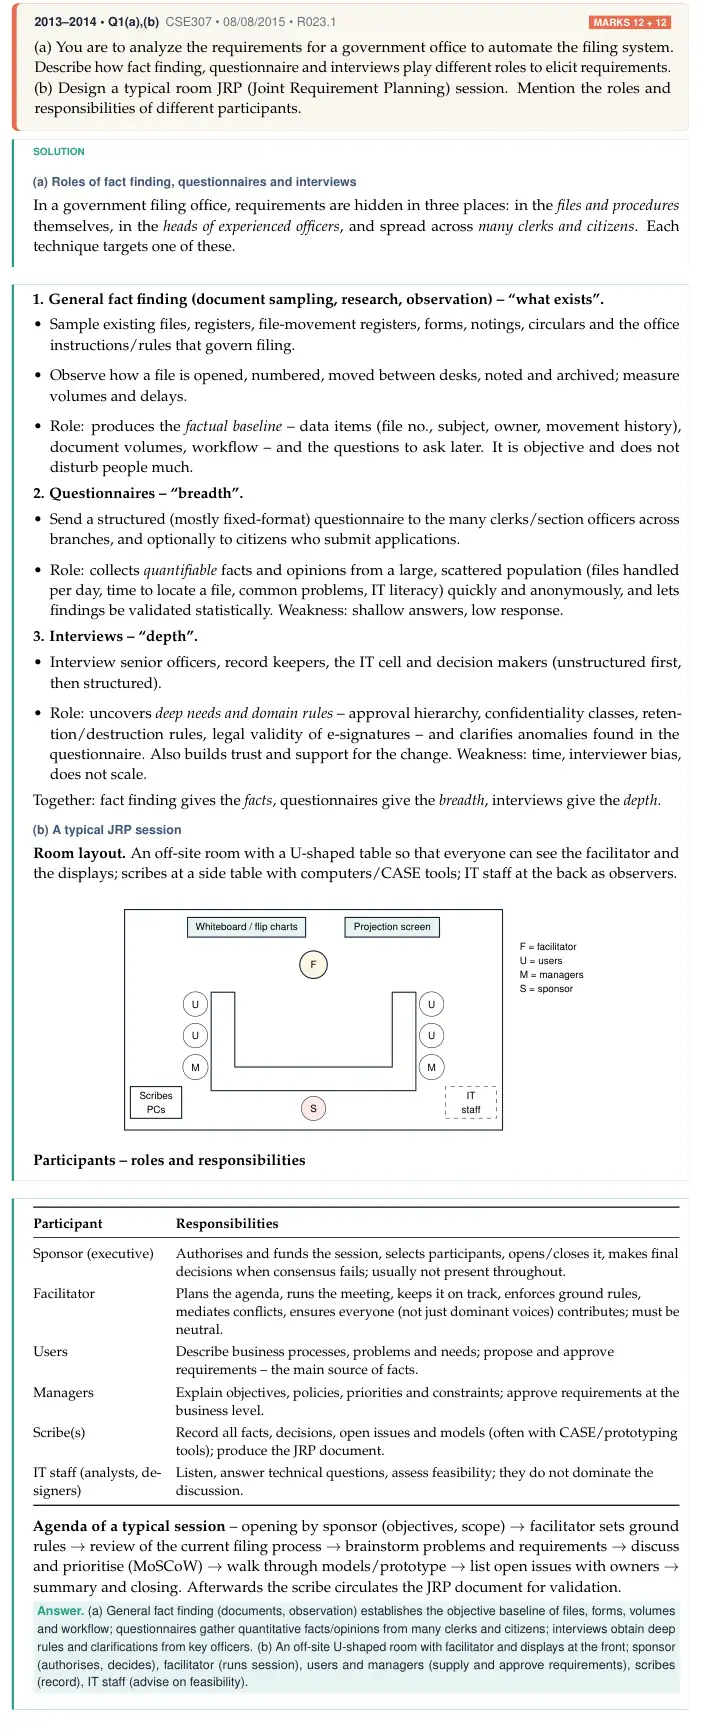 2013–2014 • Q1(a),(b) CSE307 • 08/08/2015 • R023.1
MARKS 12 + 12
(a) You are to analyze the requirements for a government office to automate the filing system.
Describe how fact finding, questionnaire and interviews play different roles to elicit requirements.
(b) Design a typical room JRP (Joint Requirement Planning) session. Mention the roles and
responsibilities of different participants.
SOLUTION
(a) Roles of fact finding, questionnaires and interviews
In a government filing office, requirements are hidden in three places: in the files and procedures
themselves, in the heads of experienced officers, and spread across many clerks and citizens. Each
technique targets one of these.
1. General fact finding (document sampling, research, observation) – “what exists”.
• Sample existing files, registers, file-movement registers, forms, notings, circulars and the office
instructions/rules that govern filing.
• Observe how a file is opened, numbered, moved between desks, noted and archived; measure
volumes and delays.
• Role: produces the factual baseline – data items (file no., subject, owner, movement history),
document volumes, workflow – and the questions to ask later. It is objective and does not
disturb people much.
2. Questionnaires – “breadth”.
• Send a structured (mostly fixed-format) questionnaire to the many clerks/section officers across
branches, and optionally to citizens who submit applications.
• Role: collects quantifiable facts and opinions from a large, scattered population (files handled
per day, time to locate a file, common problems, IT literacy) quickly and anonymously, and lets
findings be validated statistically. Weakness: shallow answers, low response.
3. Interviews – “depth”.
• Interview senior officers, record keepers, the IT cell and decision makers (unstructured first,
then structured).
• Role: uncovers deep needs and domain rules – approval hierarchy, confidentiality classes, reten-
tion/destruction rules, legal validity of e-signatures – and clarifies anomalies found in the
questionnaire. Also builds trust and support for the change. Weakness: time, interviewer bias,
does not scale.
Together: fact finding gives the facts, questionnaires give the breadth, interviews give the depth.
(b) A typical JRP session
Room layout. An off-site room with a U-shaped table so that everyone can see the facilitator and
the displays; scribes at a side table with computers/CASE tools; IT staff at the back as observers.
Whiteboard / flip charts
Projection screen
F
F = facilitator
U = users
M = managers
S = sponsor
U
U
U
U
M
M
Scribes
PCs
S
IT
staff
Participants – roles and responsibilities
Participant Responsibilities
Sponsor (executive) Authorises and funds the session, selects participants, opens/closes it, makes final
decisions when consensus fails; usually not present throughout.
Facilitator Plans the agenda, runs the meeting, keeps it on track, enforces ground rules,
mediates conflicts, ensures everyone (not just dominant voices) contributes; must be
neutral.
Users Describe business processes, problems and needs; propose and approve
requirements – the main source of facts.
Managers Explain objectives, policies, priorities and constraints; approve requirements at the
business level.
Scribe(s) Record all facts, decisions, open issues and models (often with CASE/prototyping
tools); produce the JRP document.
IT staff (analysts, de- Listen, answer technical questions, assess feasibility; they do not dominate the
signers) discussion.
Agenda of a typical session – opening by sponsor (objectives, scope) → facilitator sets ground
rules → review of the current filing process → brainstorm problems and requirements → discuss
and prioritise (MoSCoW) → walk through models/prototype → list open issues with owners →
summary and closing. Afterwards the scribe circulates the JRP document for validation.
Answer. (a) General fact finding (documents, observation) establishes the objective baseline of files, forms, volumes
and workflow; questionnaires gather quantitative facts/opinions from many clerks and citizens; interviews obtain deep
rules and clarifications from key officers. (b) An off-site U-shaped room with facilitator and displays at the front; sponsor
(authorises, decides), facilitator (runs session), users and managers (supply and approve requirements), scribes
(record), IT staff (advise on feasibility).